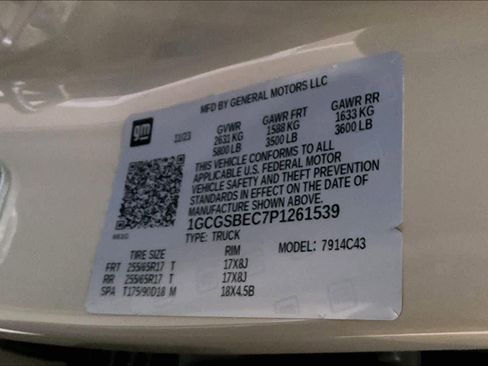 MFD BY GENERAL MOTORS LLC
gm
11/23 GVWR GAWR FRT GAWR RR
2631 KG 1588 KG 1633 KG
5800 LB 3500 LB 3600 LB
THIS VEHICLE CONFORMS TO ALL
APPLICABLE U.S. FEDERAL MOTOR
VEHICLE SAFETY AND THEFT PREVENTION
STANDARDS IN EFFECT ON THE DATE OF
MANUFACTURE SHOWN ABOVE.
1GCGSBEC7P1261539
TYPE: TRUCK MODEL: 7914C43
TIRE SIZE RIM
FRT 255/65R17 T 17X8J
RR 255/65R17 T 17X8J
SPA T175/90D18 M 18X4.5B